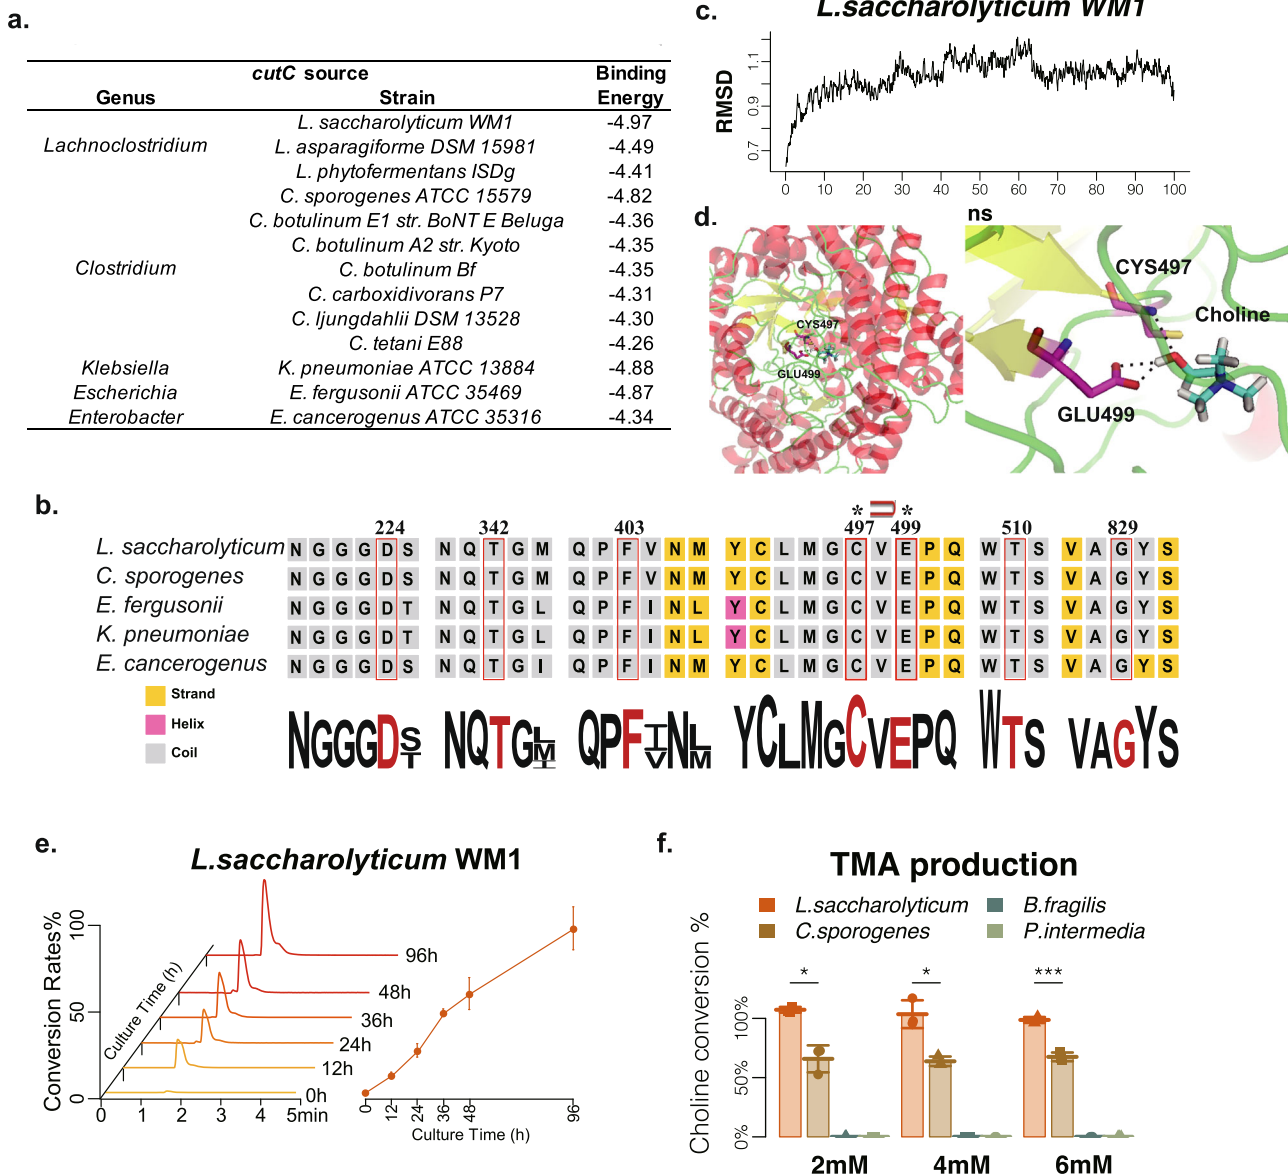 a.
cutC source Binding
Genus Strain Energy
L. saccharolyticum WM1 -4.97
Lachnoclostridium L. asparagiforme DSM 15981 -4.49
L. phytofermentans ISDg -4.41
C. sporogenes ATCC 15579 -4.82
C. botulinum E1 str. BoNT E Beluga -4.36
C. botulinum A2 str. Kyoto -4.35
Clostridium C. botulinum Bf -4.35
C. carboxidivorans P7 -4.31
C. ljungdahlii DSM 13528 -4.30
C. tetani E88 -4.26
Klebsiella K. pneumoniae ATCC 13884 -4.88
Escherichia E. fergusonii ATCC 35469 -4.87
Enterobacter E. cancerogenus ATCC 35316 -4.34
c.
L.saccharolyticum WM1
RMSD
1.1
0.9
0.7
0 10 20 30 40 50 60 70 80 90 100
ns
d.
CYS497
GLU499
CYS497
Choline
GLU499
b.
224 342 403 * * 497 499 510 829
L. saccharolyticum N G G G D S N Q T G M Q P F V N M Y C L M G C V E P Q W T S V A G Y S
C. sporogenes N G G G D S N Q T G M Q P F V N M Y C L M G C V E P Q W T S V A G Y S
E. fergusonii N G G G D T N Q T G L Q P F I N L Y C L M G C V E P Q W T S V A G Y S
K. pneumoniae N G G G D T N Q T G L Q P F I N L Y C L M G C V E P Q W T S V A G Y S
E. cancerogenus N G G G D S N Q T G I Q P F I N M Y C L M G C V E P Q W T S V A G Y S
Strand
Helix
Coil
NGGGDST NQTGLMI QPFIVNLM YCLMGCVEPQ WTS VAGYS
e.
L.saccharolyticum WM1
Conversion Rates%
100
50
0
Culture Time (h)
96h
48h
36h
24h
12h
0h
0 1 2 3 4 5min
0 12 24 36 48 96
Culture Time (h)
f.
TMA production
L.saccharolyticum B.fragilis
C.sporogenes P.intermedia
Choline conversion %
* * ***
100%
50%
0%
2mM 4mM 6mM